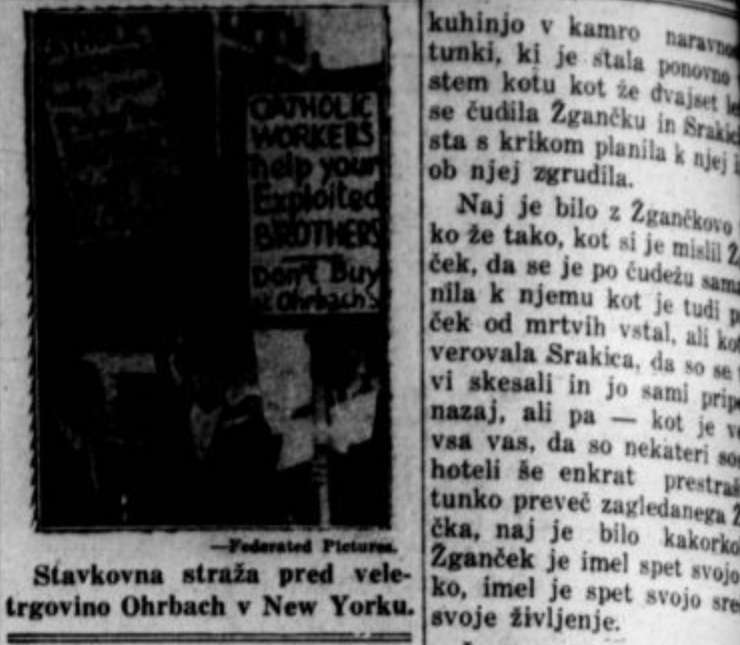 CATHOLIC
WORKERS
help your
Exploited
BROTHERS
Don't Buy
at Ohrbach's
—Federated Pictures.
Stavkovna straža pred vele-
trgovino Ohrbach v New Yorku.
kuhinjo v kamro
tunki, ki je stala ponovno
stem kotu kot že dvajset
se čudila Žgančku in
sta s krikom planila k njej
ob njej zgrudila.
Naj je bilo z Žgančkovo
ko že tako, kot si je mislil
ček, da se je po čudežu
nila k njemu kot je tudi
ček od mrtvih vstal, ali
verovala Srakica, da so se
vi skesali in jo sami
nazaj, ali pa — kot je
vsa vas, da so nekateri
hoteli še enkrat
tunko preveč zagledanega
čka, naj je bilo
Žganček je imel spet svojo
ko, imel je spet svojo
svoje življenje.